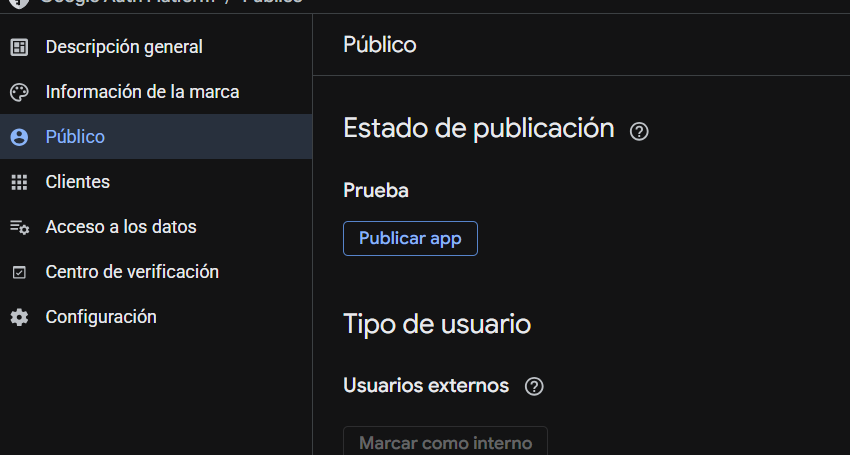 Google Auth Platform / Público
Descripción general
Información de la marca
Público
Clientes
Acceso a los datos
Centro de verificación
Configuración
Público
Estado de publicación
Prueba
Publicar app
Tipo de usuario
Usuarios externos
Marcar como interno